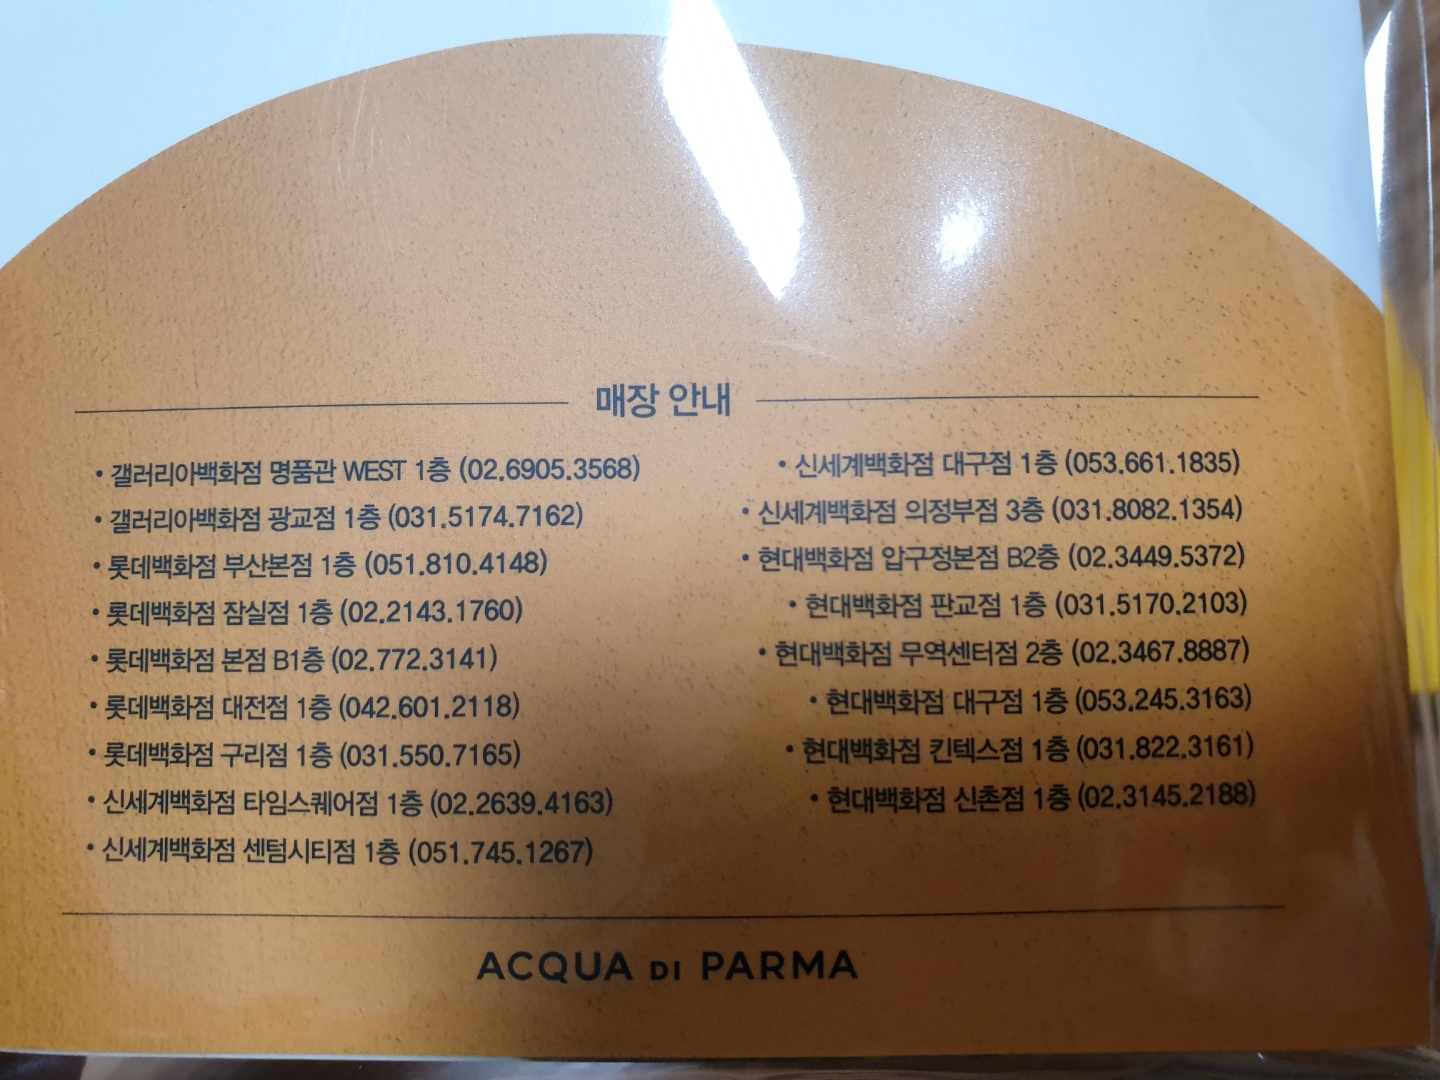 매장 안내
• 갤러리아백화점 명품관 WEST 1층 (02.6905.3568)
• 갤러리아백화점 광교점 1층 (031.5174.7162)
• 롯데백화점 부산본점 1층 (051.810.4148)
• 롯데백화점 잠실점 1층 (02.2143.1760)
• 롯데백화점 본점 B1층 (02.772.3141)
• 롯데백화점 대전점 1층 (042.601.2118)
• 롯데백화점 구리점 1층 (031.550.7165)
• 신세계백화점 타임스퀘어점 1층 (02.2639.4163)
• 신세계백화점 센텀시티점 1층 (051.745.1267)
• 신세계백화점 대구점 1층 (053.661.1835)
• 신세계백화점 의정부점 3층 (031.8082.1354)
• 현대백화점 압구정본점 B2층 (02.3449.5372)
• 현대백화점 판교점 1층 (031.5170.2103)
• 현대백화점 무역센터점 2층 (02.3467.8887)
• 현대백화점 대구점 1층 (053.245.3163)
• 현대백화점 킨텍스점 1층 (031.822.3161)
• 현대백화점 신촌점 1층 (02.3145.2188)
ACQUA DI PARMA